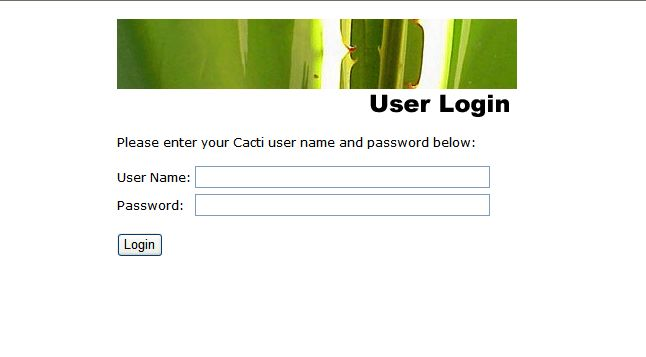 User Login
Please enter your Cacti user name and password below:
User Name:
Password:
Login